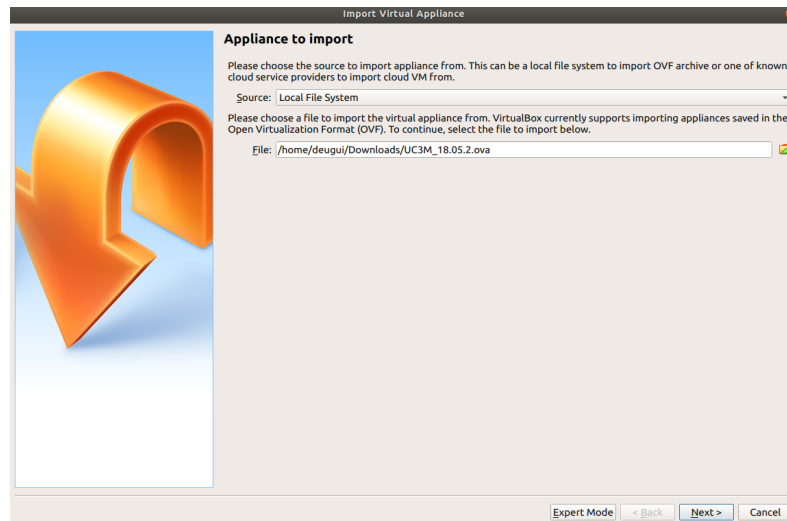 Import Virtual Appliance
Appliance to import
Please choose the source to import appliance from. This can be a local file system to import OVF archive or one of known
cloud service providers to import cloud VM from.
Source: Local File System
Please choose a file to import the virtual appliance from. VirtualBox currently supports importing appliances saved in the
Open Virtualization Format (OVF). To continue, select the file to import below.
File: /home/deugui/Downloads/UC3M_18.05.2.ova
Expert Mode < Back Next > Cancel